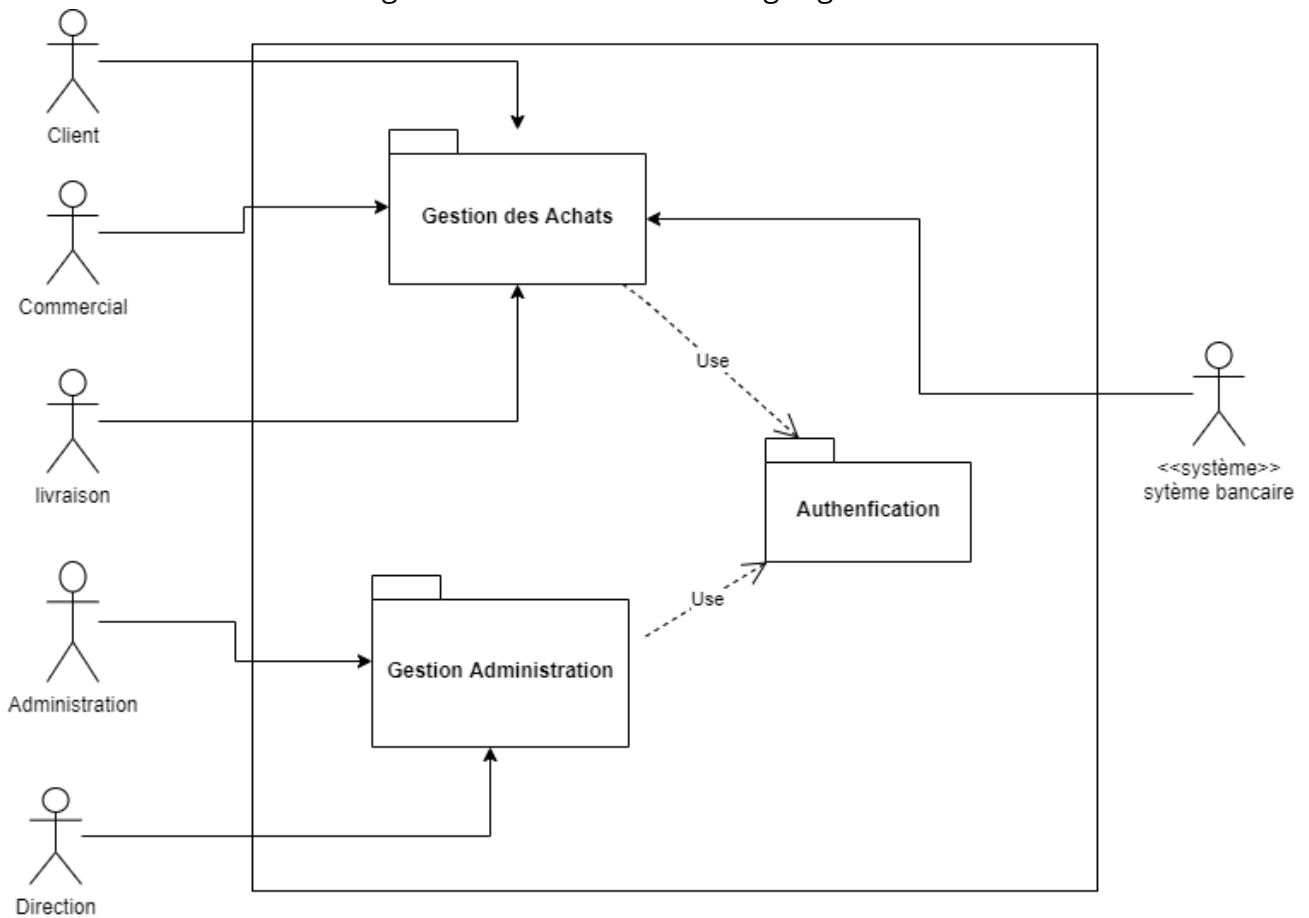 Client
Commercial
livraison
Administration
Direction
Gestion des Achats
Use
Authenfication
Use
Gestion Administration
<<système>>
sytème bancaire